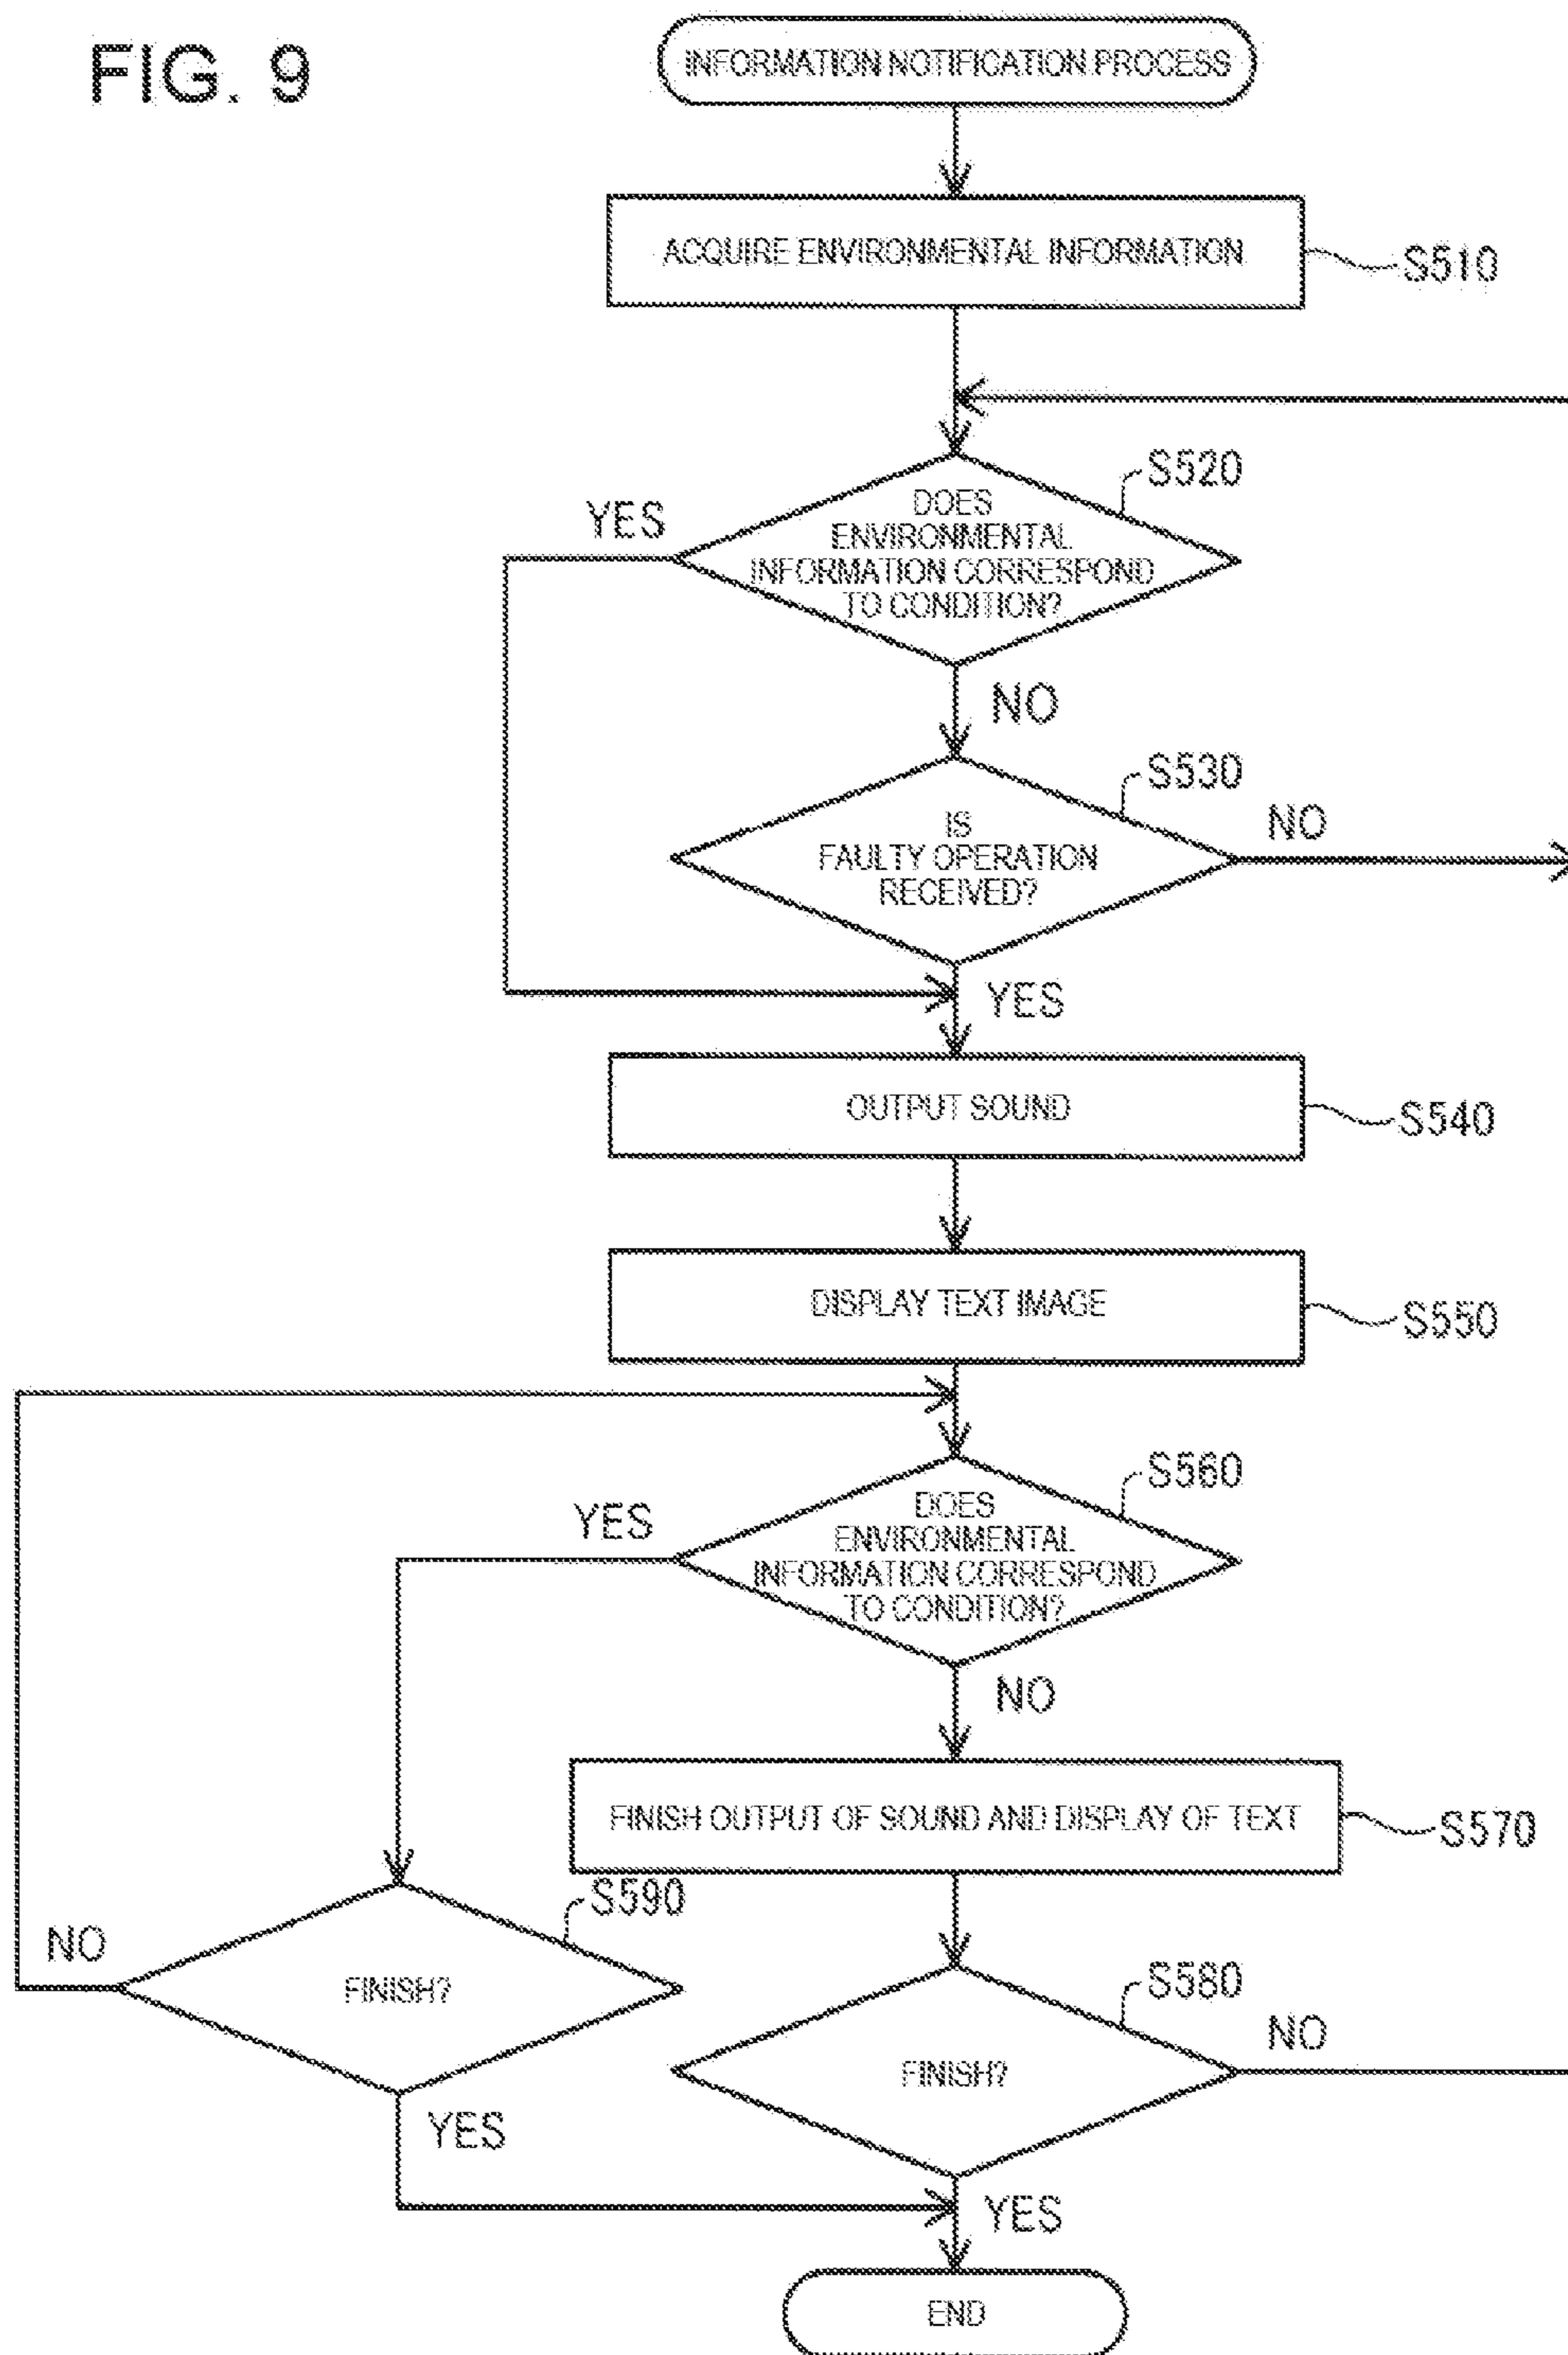 FIG. 9
INFORMATION NOTIFICATION PROCESS
ACQUIRE ENVIRONMENTAL INFORMATION
S510
S520
YES
DOES
ENVIRONMENTAL
INFORMATION CORRESPOND
TO CONDITION?
NO
S530
NO
IS
FAULTY OPERATION
RECEIVED?
YES
OUTPUT SOUND
S540
DISPLAY TEXT IMAGE
S550
S560
YES
DOES
ENVIRONMENTAL
INFORMATION CORRESPOND
TO CONDITION?
NO
FINISH OUTPUT OF SOUND AND DISPLAY OF TEXT
S570
S590
NO
FINISH?
YES
S580
NO
FINISH?
YES
END